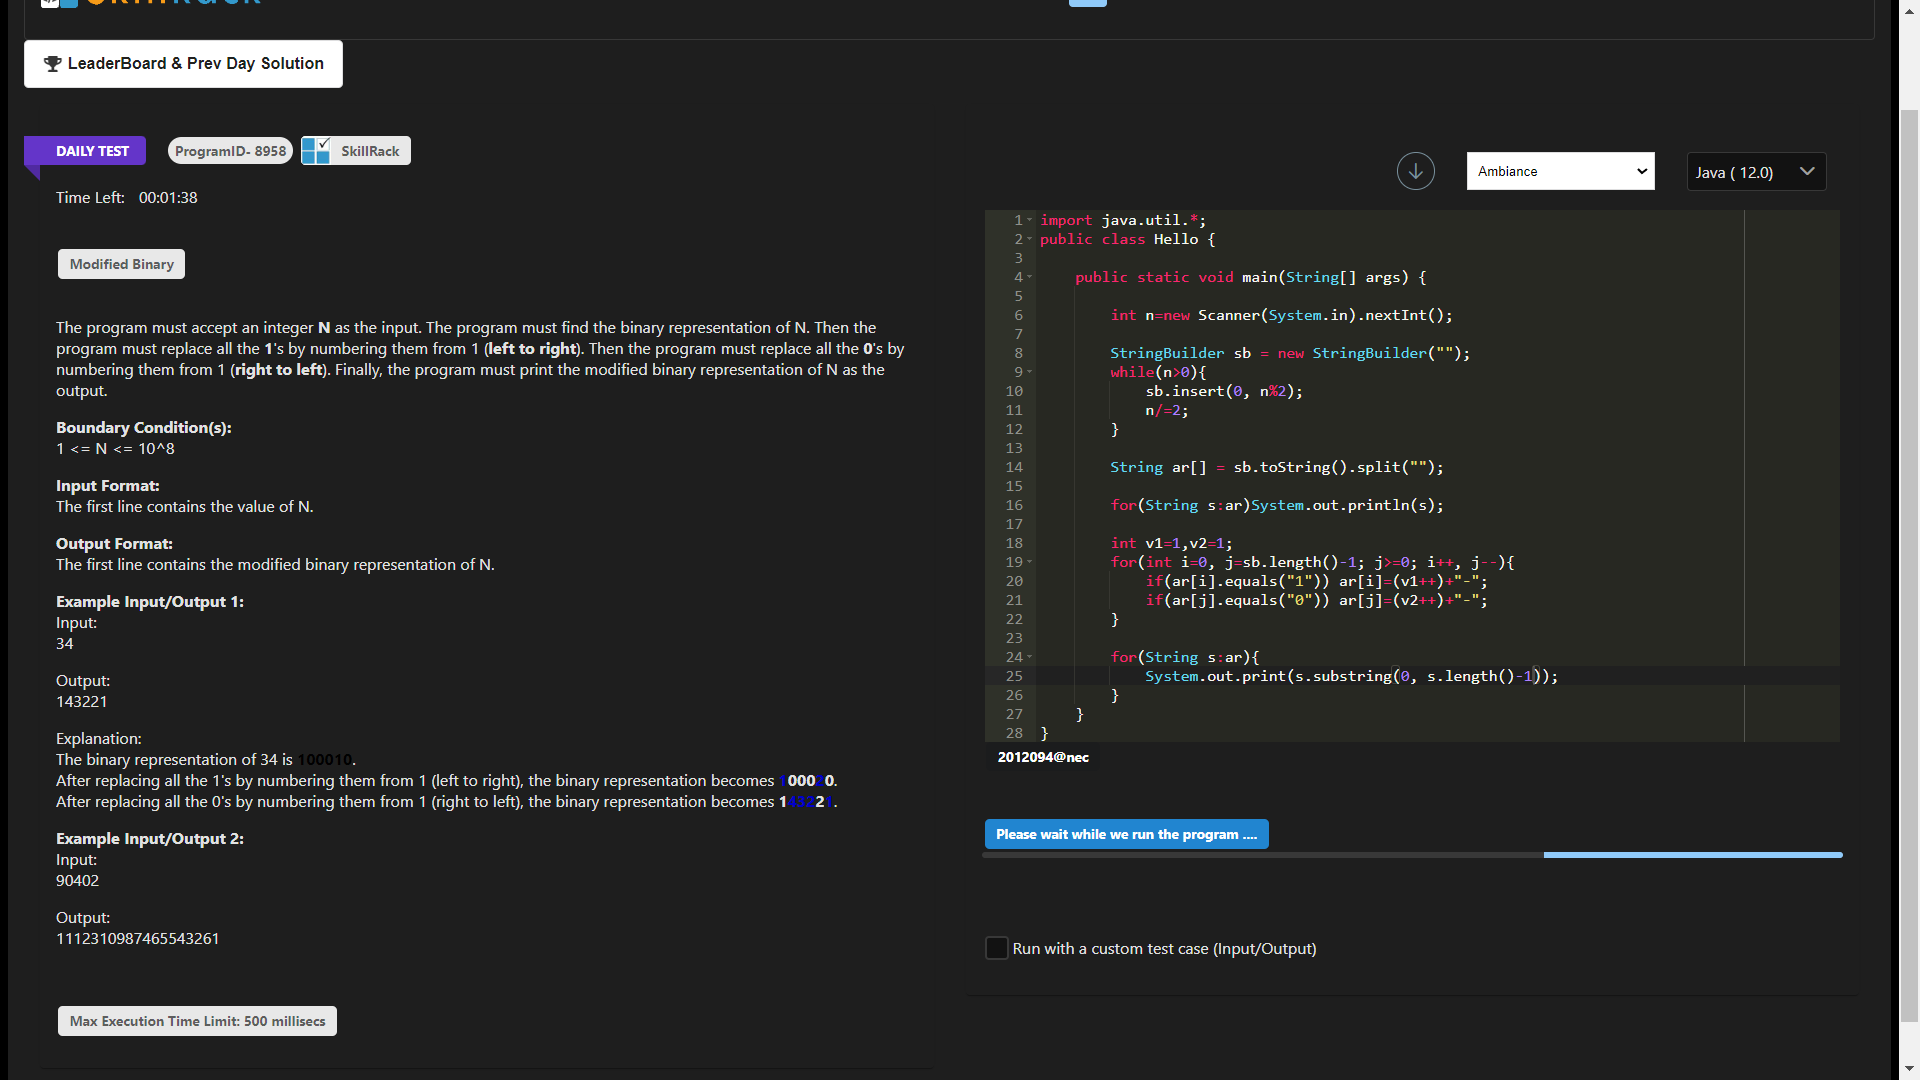 LeaderBoard & Prev Day Solution
DAILY TEST
ProgramID- 8958
SkillRack
Time Left: 00:01:38
Modified Binary
The program must accept an integer N as the input. The program must find the binary representation of N. Then the
program must replace all the 1's by numbering them from 1 (left to right). Then the program must replace all the 0's by
numbering them from 1 (right to left). Finally, the program must print the modified binary representation of N as the
output.
Boundary Condition(s):
1 <= N <= 10^8
Input Format:
The first line contains the value of N.
Output Format:
The first line contains the modified binary representation of N.
Example Input/Output 1:
Input:
34
Output:
143221
Explanation:
The binary representation of 34 is 100010.
After replacing all the 1's by numbering them from 1 (left to right), the binary representation becomes 100020.
After replacing all the 0's by numbering them from 1 (right to left), the binary representation becomes 143221.
Example Input/Output 2:
Input:
90402
Output:
1112310987465543261
Max Execution Time Limit: 500 millisecs
Ambiance
Java ( 12.0)
1 import java.util.*;
2 public class Hello {
3
4 public static void main(String[] args) {
5
6 int n=new Scanner(System.in).nextInt();
7
8 StringBuilder sb = new StringBuilder("");
9 while(n>0){
10 sb.insert(0, n%2);
11 n/=2;
12 }
13
14 String ar[] = sb.toString().split("");
15
16 for(String s:ar)System.out.println(s);
17
18 int v1=1,v2=1;
19 for(int i=0, j=sb.length()-1; j>=0; i++, j--){
20 if(ar[i].equals("1")) ar[i]=(v1++)+"-";
21 if(ar[j].equals("0")) ar[j]=(v2++)+"-";
22 }
23
24 for(String s:ar){
25 System.out.print(s.substring(0, s.length()-1));
26 }
27 }
28 }
2012094@nec
Please wait while we run the program ....
Run with a custom test case (Input/Output)